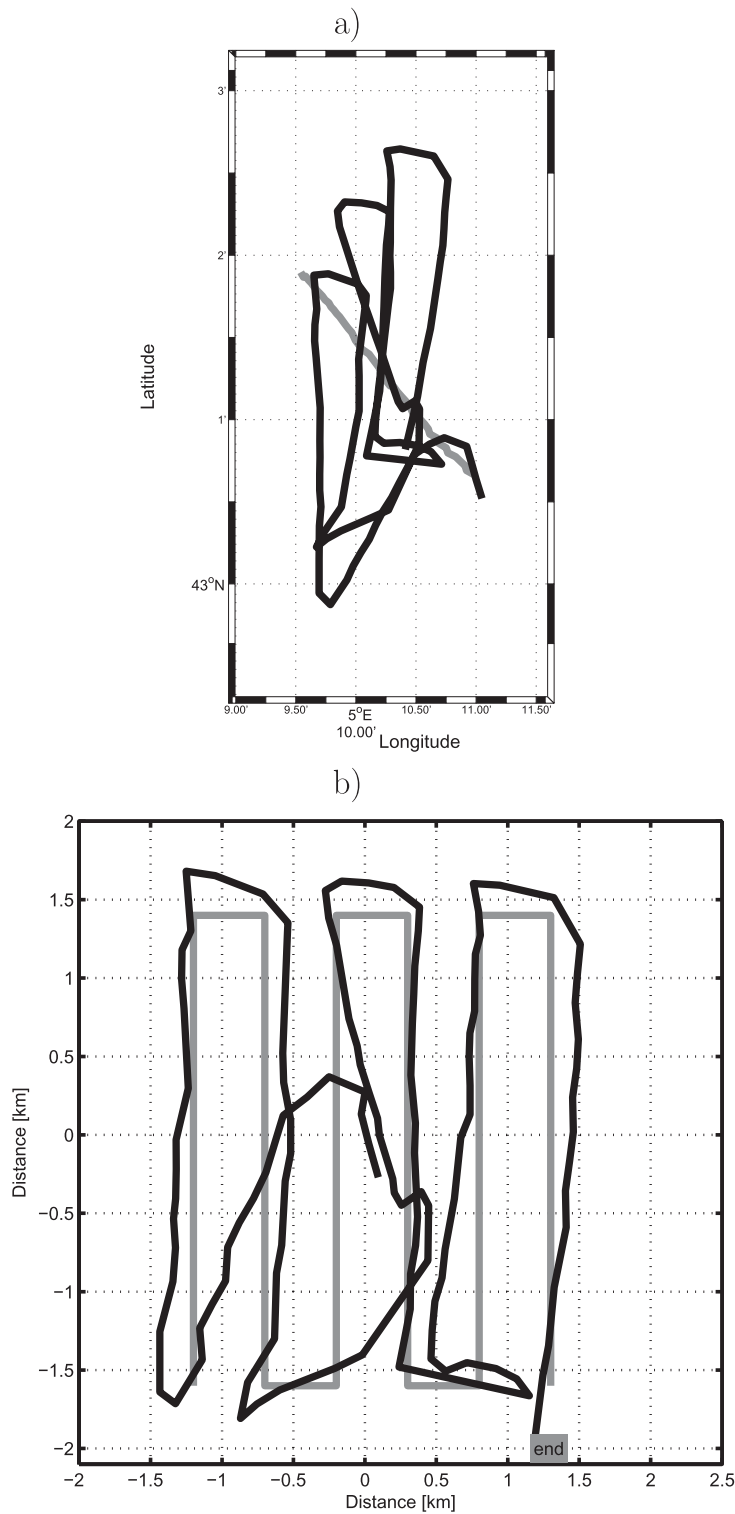 a)
3'
2'
Latitude
1'
43°N
9.00' 9.50' 5°E 10.50' 11.00' 11.50'
10.00' Longitude
b)
2
1.5
1
0.5
0
−0.5
−1
−1.5
−2
Distance [km]
end
−2 −1.5 −1 −0.5 0 0.5 1 1.5 2 2.5
Distance [km]